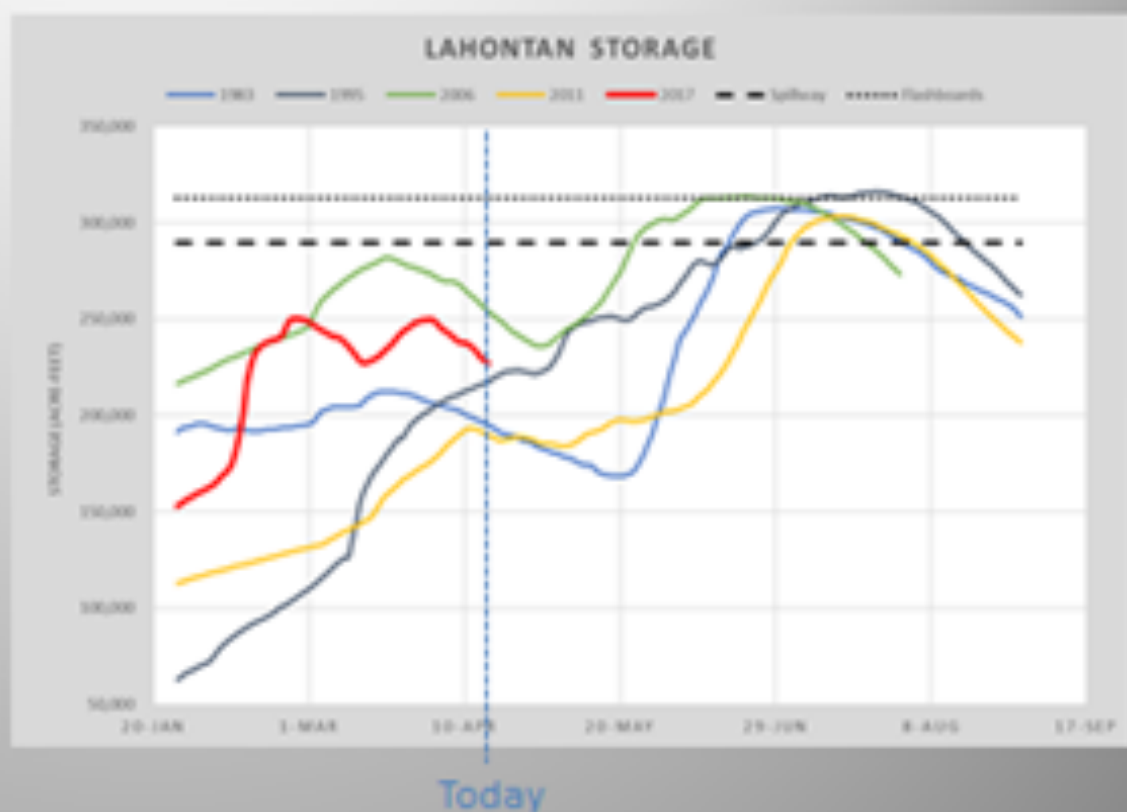 LAHONTAN STORAGE
1983 1995 2006 2011 2017 Spillway Flashboards
350,000
300,000
250,000
200,000
150,000
100,000
50,000
STORAGE (ACRE-FEET)
20-JAN 1-MAR 10-APR 20-MAY 29-JUN 8-AUG 17-SEP
Today